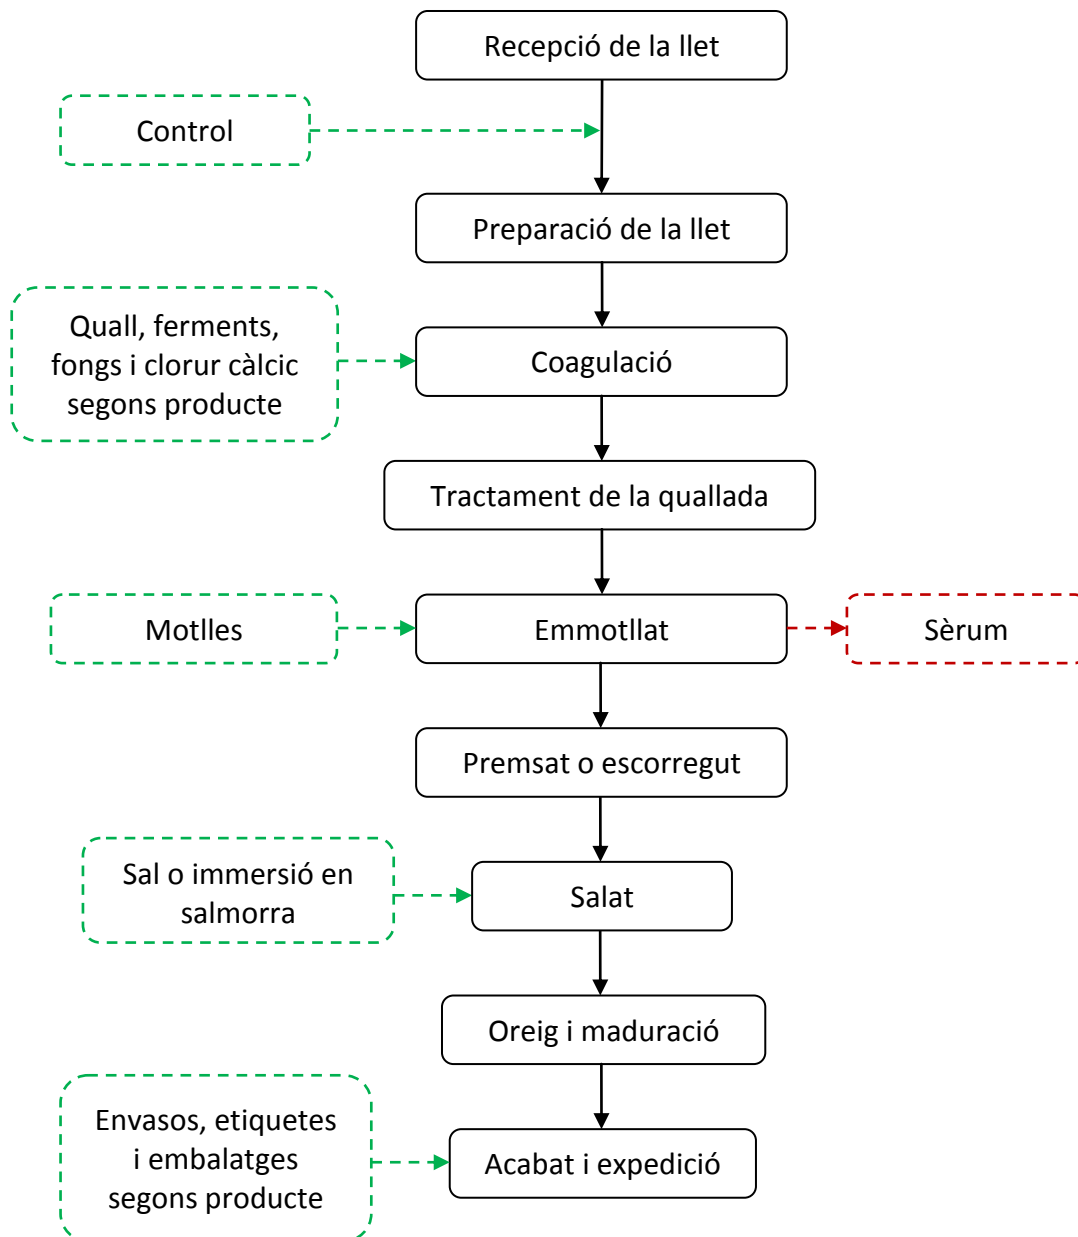 Recepció de la llet
Control
Preparació de la llet
Quall, ferments,
fongs i clorur càlcic
segons producte
Coagulació
Tractament de la quallada
Motlles
Emmotllat
Sèrum
Premsat o escorregut
Sal o immersió en
salmorra
Salat
Oreig i maduració
Envasos, etiquetes
i embalatges
segons producte
Acabat i expedició